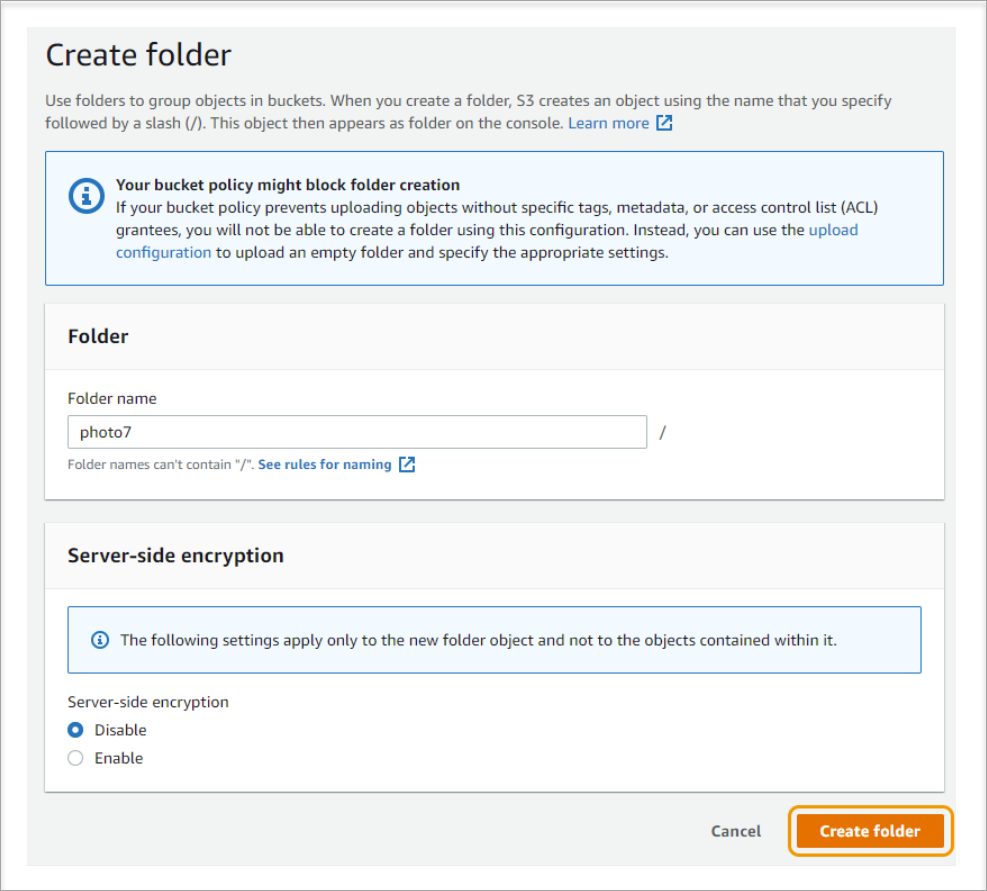 Create folder
Use folders to group objects in buckets. When you create a folder, S3 creates an object using the name that you specify
followed by a slash (/). This object then appears as folder on the console. Learn more
Your bucket policy might block folder creation
If your bucket policy prevents uploading objects without specific tags, metadata, or access control list (ACL)
grantees, you will not be able to create a folder using this configuration. Instead, you can use the upload
configuration to upload an empty folder and specify the appropriate settings.
Folder
Folder name
photo7 /
Folder names can't contain "/". See rules for naming
Server-side encryption
The following settings apply only to the new folder object and not to the objects contained within it.
Server-side encryption
Disable
Enable
Cancel Create folder